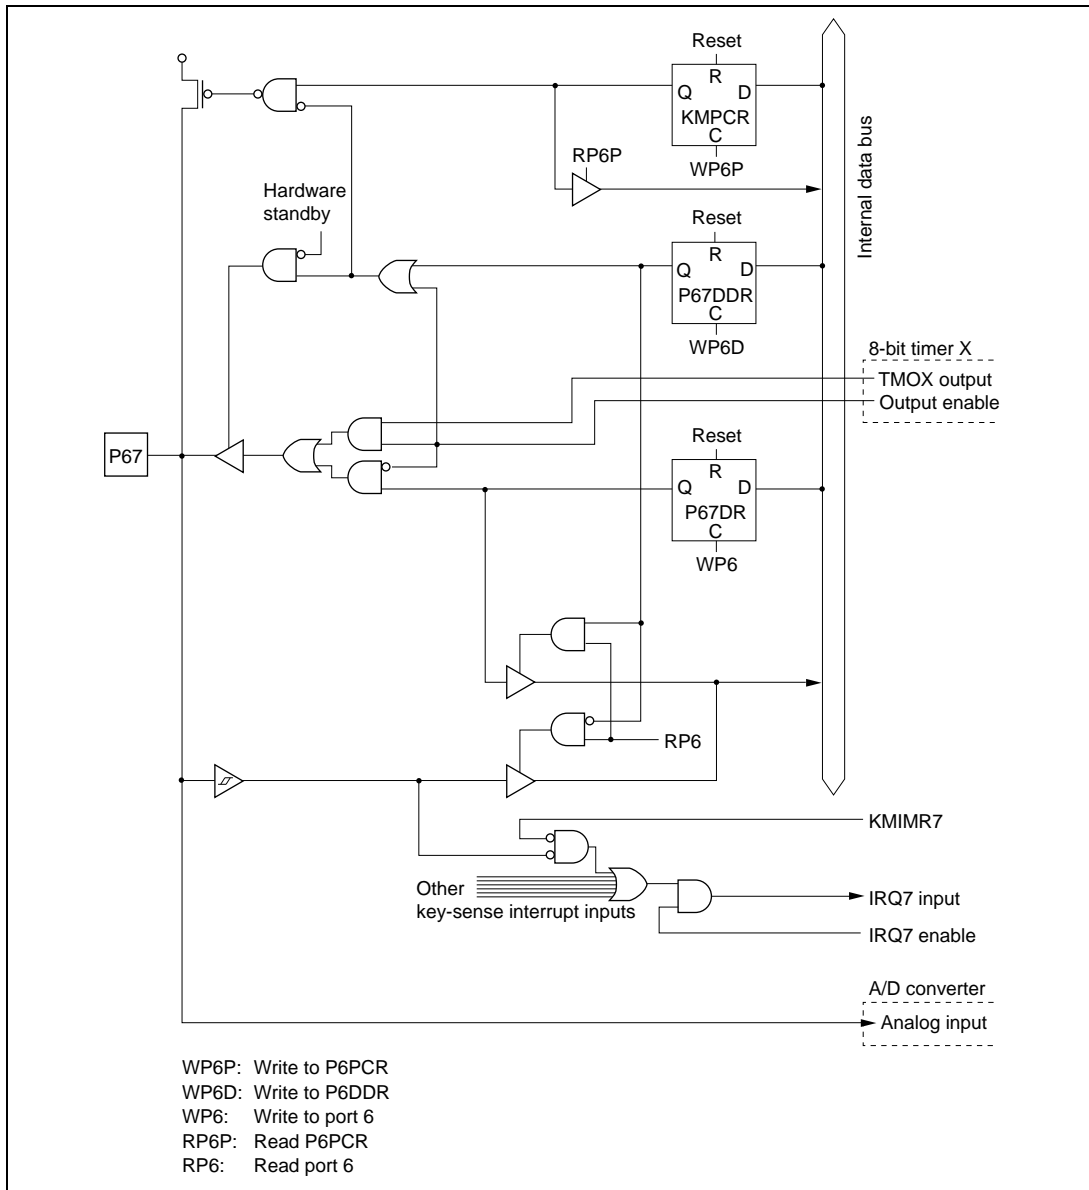 Reset
R
Q D
KMPCR
C
WP6P
RP6P
Internal data bus
Hardware
standby
Reset
R
Q D
P67DDR
C
WP6D
8-bit timer X
TMOX output
Output enable
P67
Reset
R
Q D
P67DR
C
WP6
RP6
KMIMR7
Other
key-sense interrupt inputs
IRQ7 input
IRQ7 enable
A/D converter
Analog input
WP6P: Write to P6PCR
WP6D: Write to P6DDR
WP6: Write to port 6
RP6P: Read P6PCR
RP6: Read port 6